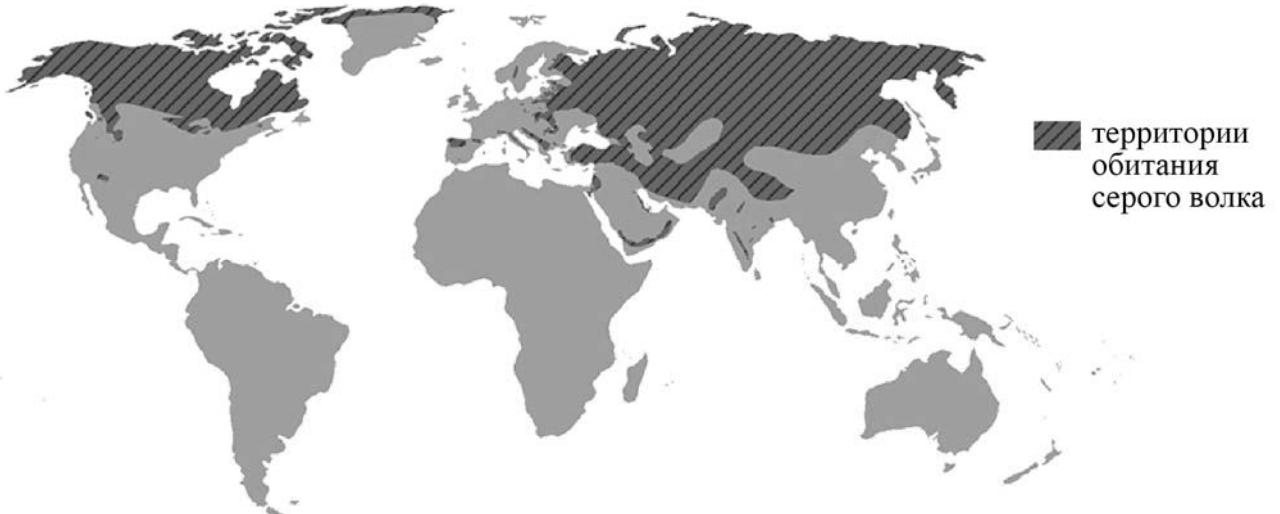 территории
обитания
серого волка